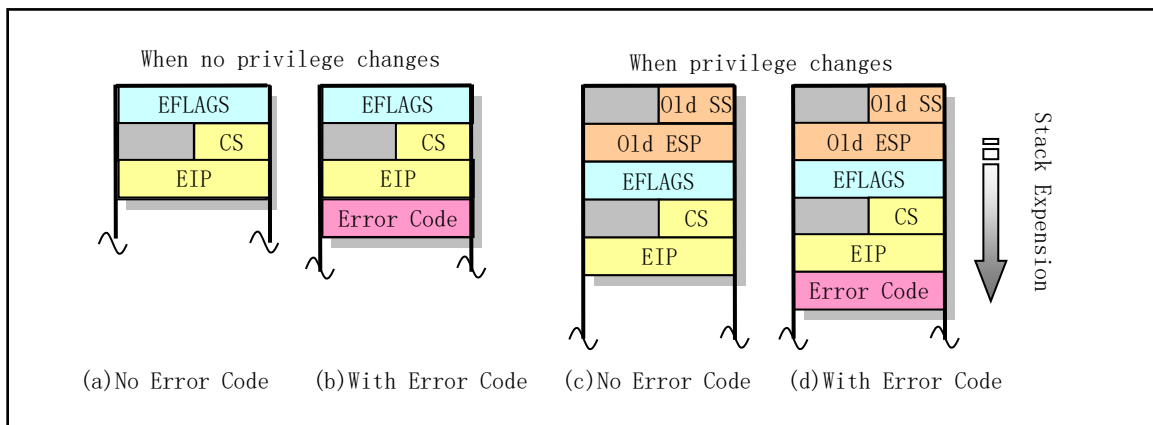 When no privilege changes
EFLAGS
CS
EIP
EFLAGS
CS
EIP
Error Code
When privilege changes
Old SS
Old ESP
EFLAGS
CS
EIP
Old SS
Old ESP
EFLAGS
CS
EIP
Error Code
Stack Expension
(a)No Error Code
(b)With Error Code
(c)No Error Code
(d)With Error Code